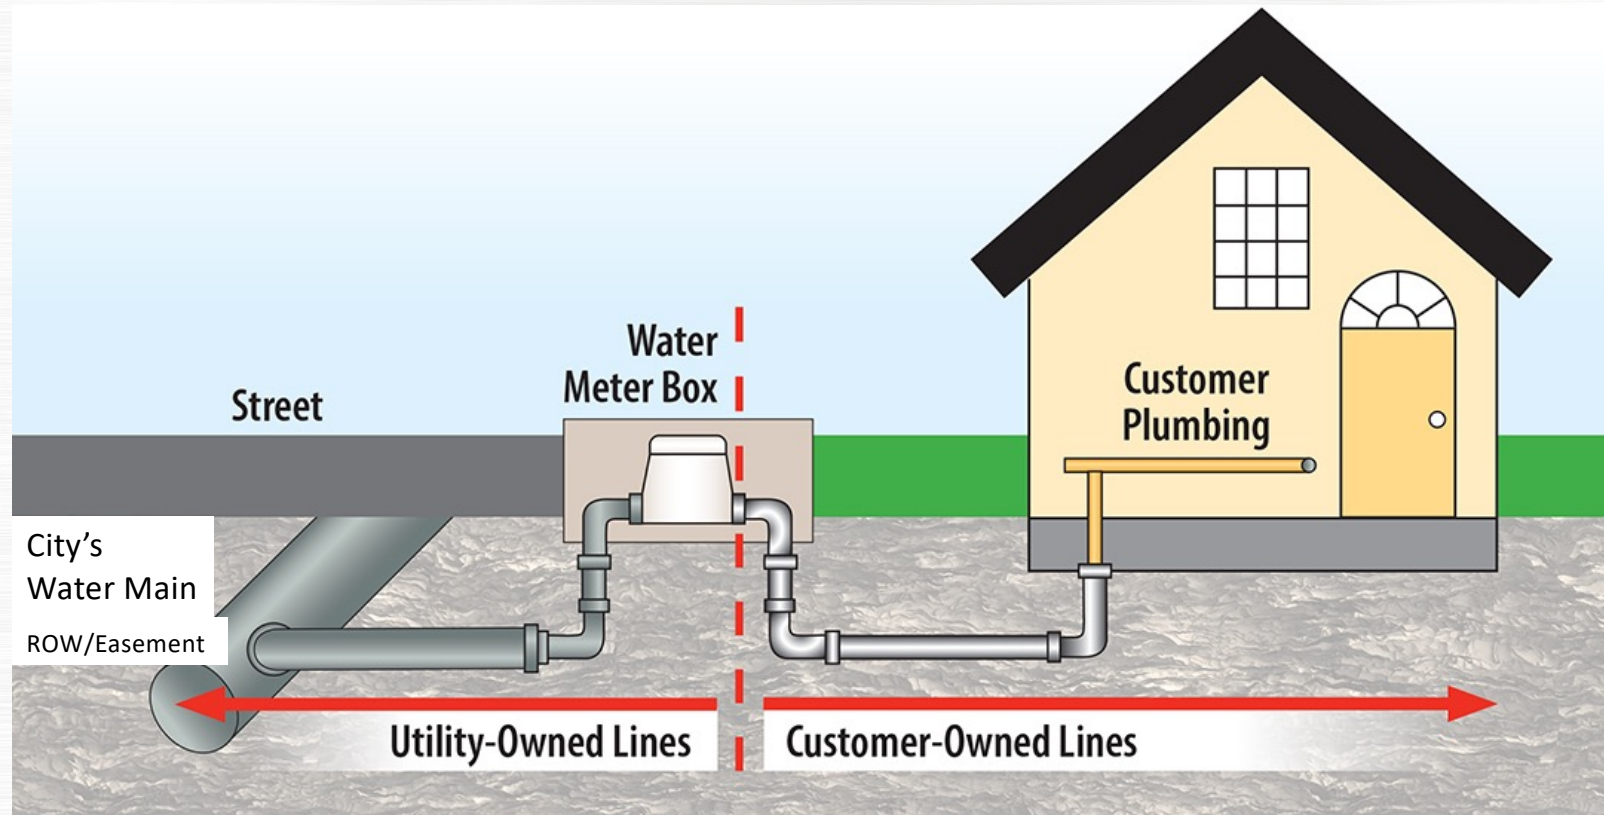 Water
Meter Box
Street
Customer
Plumbing
City’s
Water Main
ROW/Easement
Utility-Owned Lines
Customer-Owned Lines